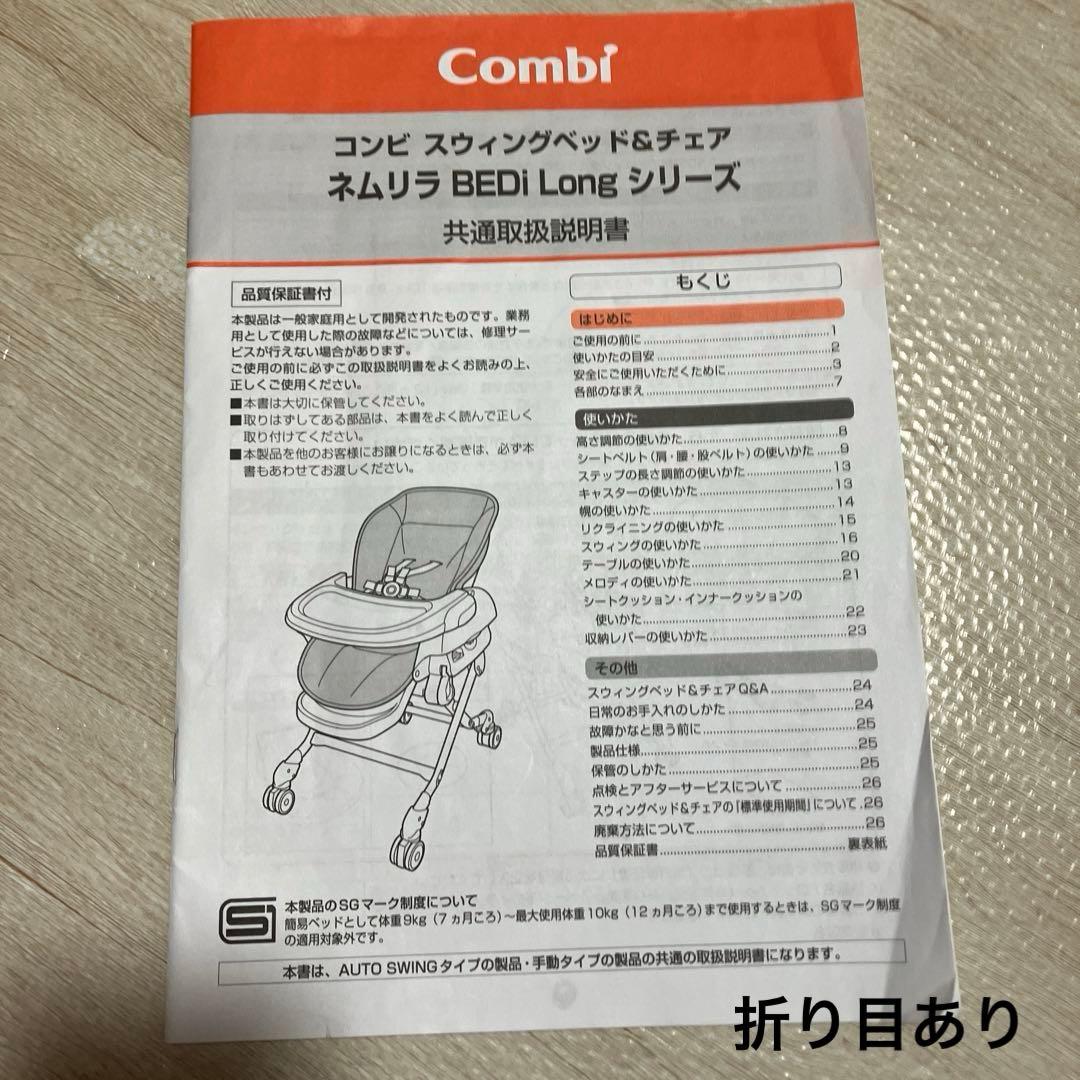 Combi
コンビ スウィングベッド&チェア
ネムリラ BEDi Long シリーズ
共通取扱説明書
品質保証書付
本製品は一般家庭用として開発されたものです。業務
用として使用した際の故障などについては、修理サー
ビスが行えない場合があります。
ご使用の前に必ずこの取扱説明書をよくお読みの上、
正しくご使用ください。
■本書は大切に保管してください。
■取りはずしてある部品は、本書をよく読んで正しく
取り付けてください。
■本製品を他のお客様にお譲りになるときは、必ず本
書もあわせてお渡しください。
もくじ
はじめに
ご使用の前に ........ 1
使いかたの目安 ........ 2
安全にご使用いただくために ........ 3
各部のなまえ ........ 7
使いかた
高さ調節の使いかた ........ 8
シートベルト(肩・腰・股ベルト)の使いかた ...... 9
ステップの長さ調節の使いかた ........ 13
キャスターの使いかた ........ 13
幌の使いかた ........ 14
リクライニングの使いかた ........ 15
スウィングの使いかた ........ 16
テーブルの使いかた ........ 20
メロディの使いかた ........ 21
シートクッション・インナークッションの
使いかた ........ 22
収納レバーの使いかた ........ 23
その他
スウィングベッド&チェア Q&A ........ 24
日常のお手入れのしかた ........ 24
故障かなと思う前に ........ 25
製品仕様 ........ 25
保管のしかた ........ 25
点検とアフターサービスについて ........ 26
スウィングベッド&チェアの「標準使用期間」について . 26
廃棄方法について ........ 26
品質保証書 ........ 裏表紙
本製品のSGマーク制度について
簡易ベッドとして体重9kg(7ヵ月ころ)～最大使用体重10kg(12ヵ月ころ)まで使用するときは、SGマーク制度
の適用対象外です。
本書は、AUTO SWINGタイプの製品・手動タイプの製品の共通の取扱説明書になります。
折り目あり